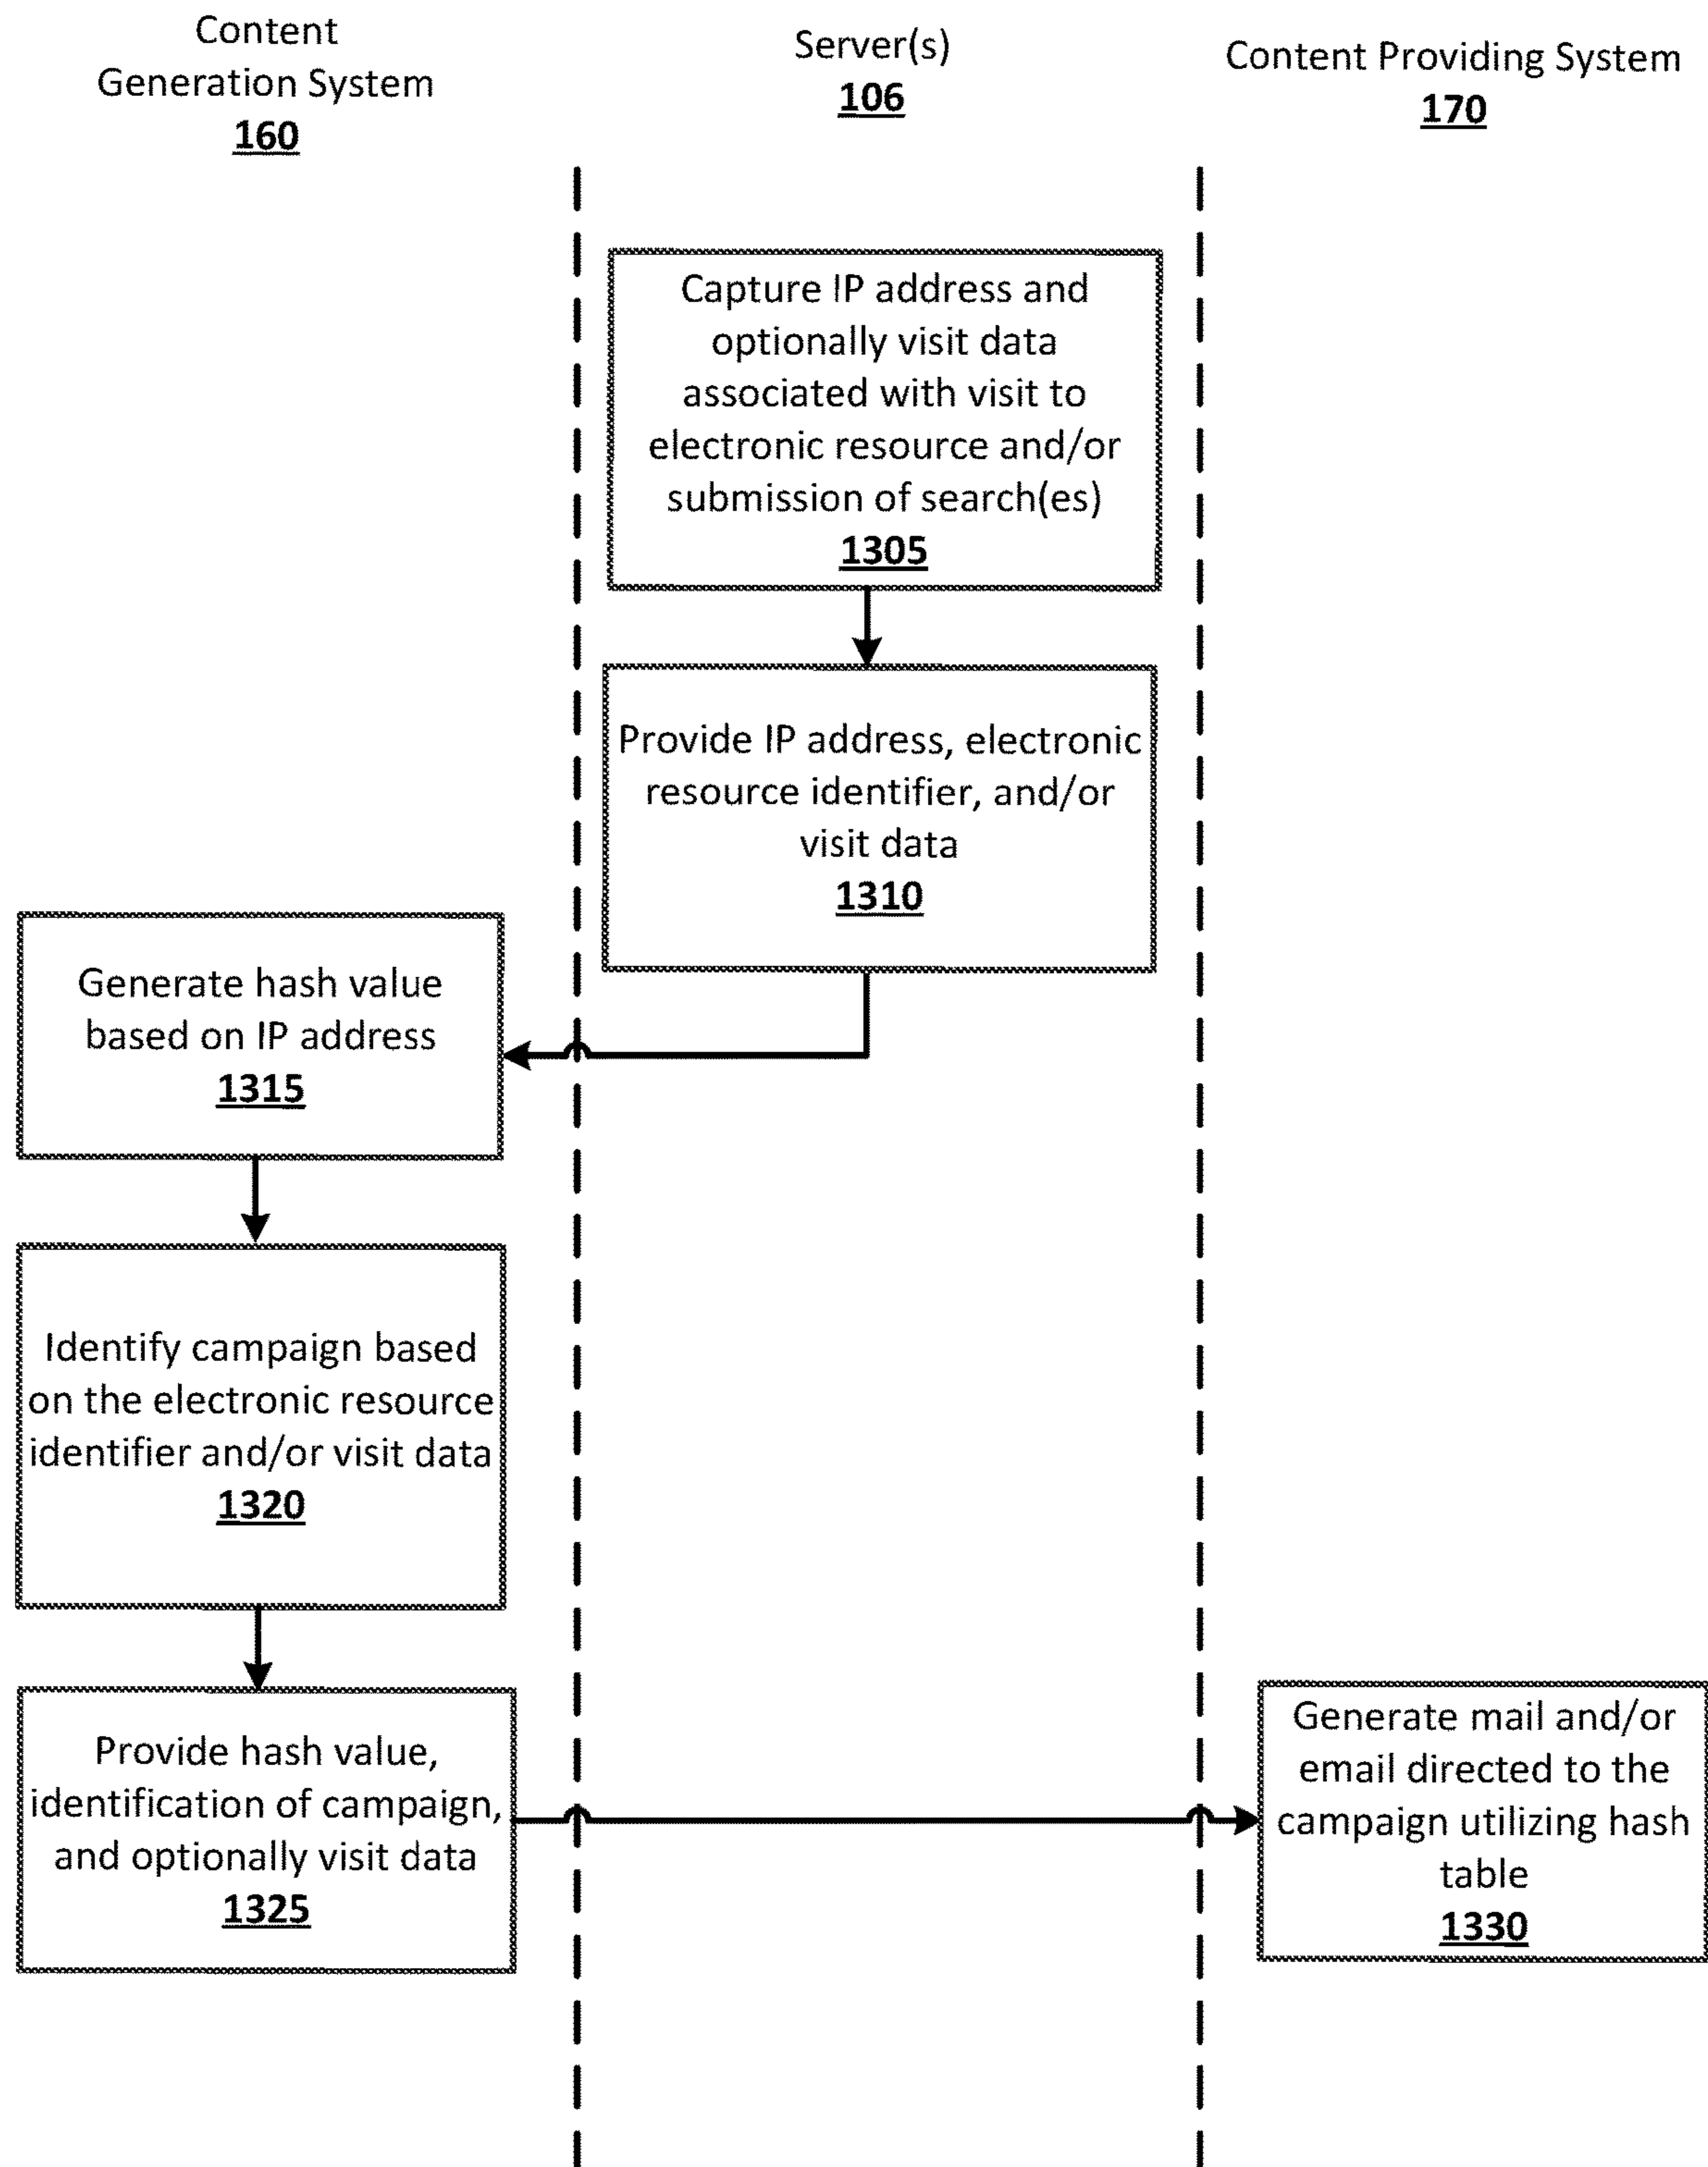 Content
Generation System
160
Server(s)
106
Content Providing System
170
Capture IP address and
optionally visit data
associated with visit to
electronic resource and/or
submission of search(es)
1305
Provide IP address, electronic
resource identifier, and/or
visit data
1310
Generate hash value
based on IP address
1315
Identify campaign based
on the electronic resource
identifier and/or visit data
1320
Provide hash value,
identification of campaign,
and optionally visit data
1325
Generate mail and/or
email directed to the
campaign utilizing hash
table
1330